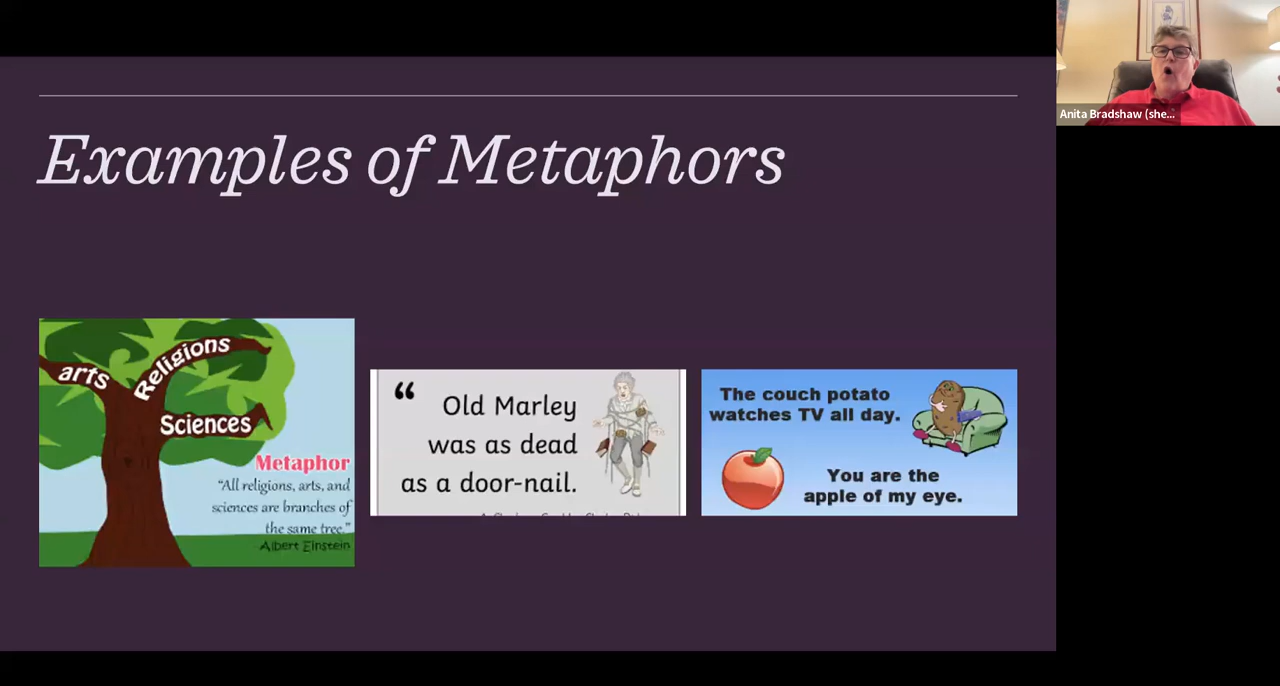 Examples of Metaphors
arts
Religions
Sciences
Metaphor
“All religions, arts, and
sciences are branches of
the same tree.”
-Albert Einstein
“
Old Marley
was as dead
as a door-nail.
The couch potato
watches TV all day.
You are the
apple of my eye.
Anita Bradshaw (she...